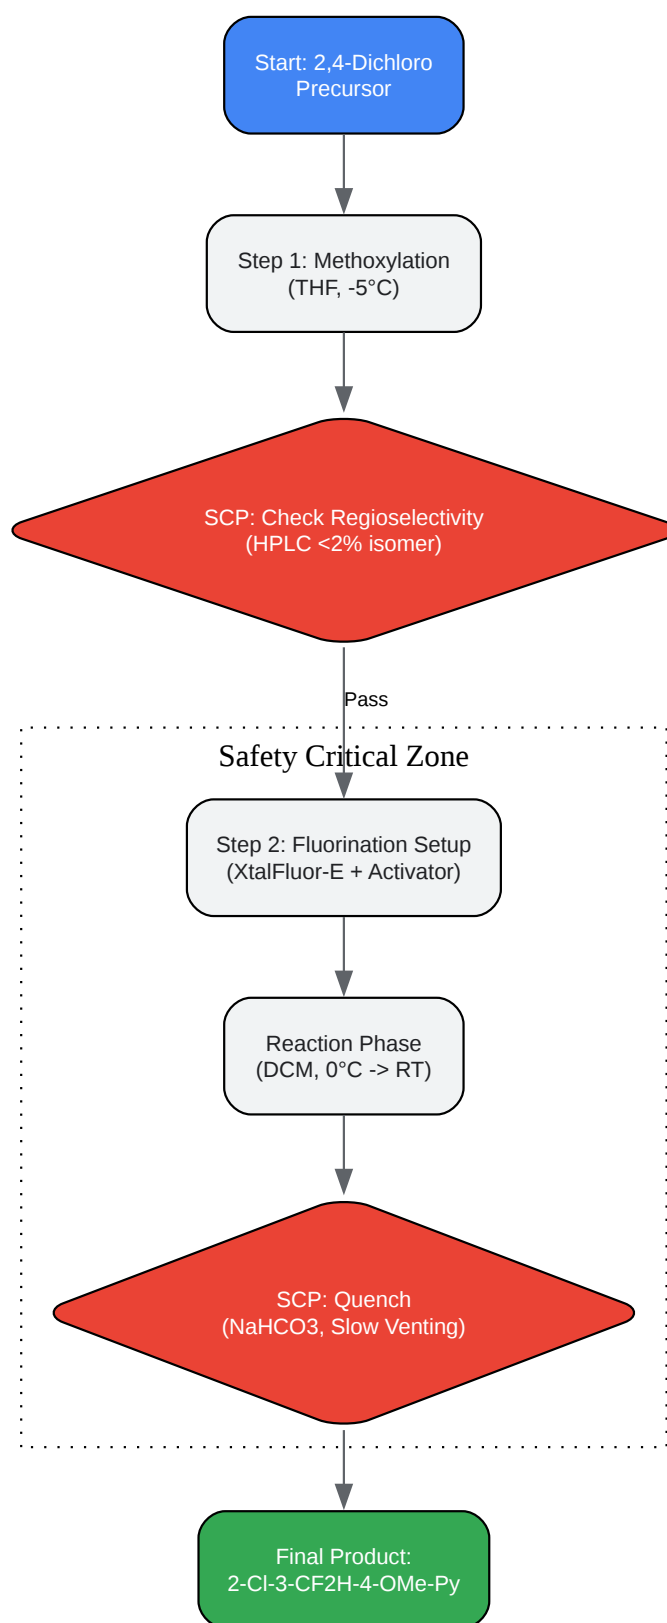 Start: 2,4-Dichloro
Precursor
Step 1: Methoxylation
(THF, -5°C)
SCP: Check Regioselectivity
(HPLC <2% isomer)
Pass
Safety Critical Zone
Step 2: Fluorination Setup
(XtalFluor-E + Activator)
Reaction Phase
(DCM, 0°C -> RT)
SCP: Quench
(NaHCO3, Slow Venting)
Final Product:
2-Cl-3-CF2H-4-OMe-Py